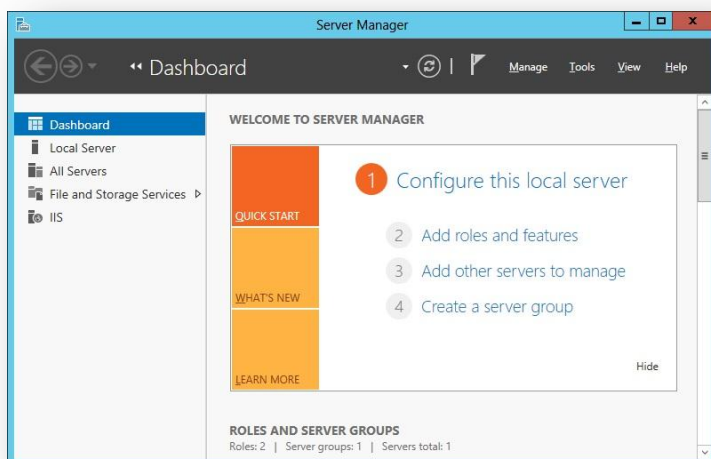 Server Manager
Dashboard
Manage Tools View Help
Dashboard
Local Server
All Servers
File and Storage Services
IIS
WELCOME TO SERVER MANAGER
QUICK START
WHAT'S NEW
LEARN MORE
1 Configure this local server
2 Add roles and features
3 Add other servers to manage
4 Create a server group
Hide
ROLES AND SERVER GROUPS
Roles: 2 | Server groups: 1 | Servers total: 1